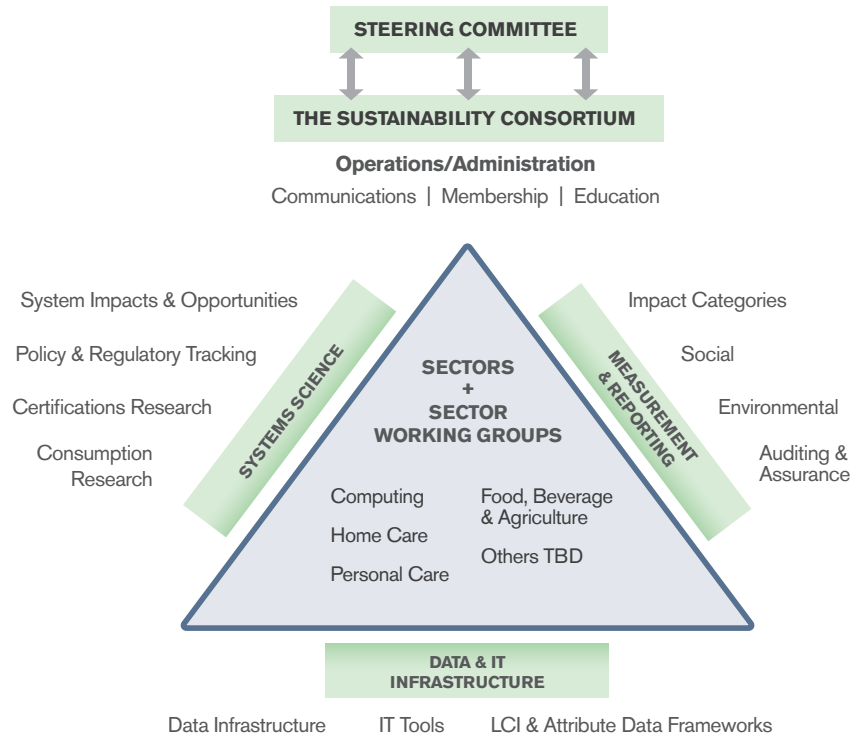 STEERING COMMITTEE
THE SUSTAINABILITY CONSORTIUM
Operations/Administration
Communications | Membership | Education
System Impacts & Opportunities
Policy & Regulatory Tracking
Certifications Research
Consumption
Research
SYSTEMS SCIENCE
SECTORS
+
SECTOR
WORKING GROUPS
Computing
Home Care
Personal Care
Food, Beverage
& Agriculture
Others TBD
MEASUREMENT
& REPORTING
Impact Categories
Social
Environmental
Auditing &
Assurance
DATA & IT
INFRASTRUCTURE
Data Infrastructure
IT Tools
LCI & Attribute Data Frameworks